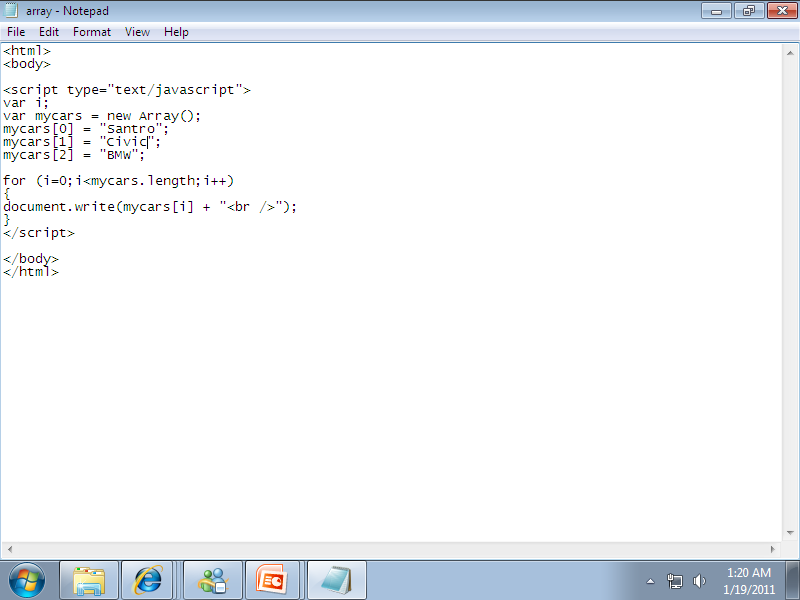 array - Notepad
File Edit Format View Help
<html>
<body>
<script type="text/javascript">
var i;
var mycars = new Array();
mycars[0] = "Santro";
mycars[1] = "Civic";
mycars[2] = "BMW";
for (i=0;i<mycars.length;i++)
{
document.write(mycars[i] + "<br />");
}
</script>
</body>
</html>
1:20 AM
1/19/2011